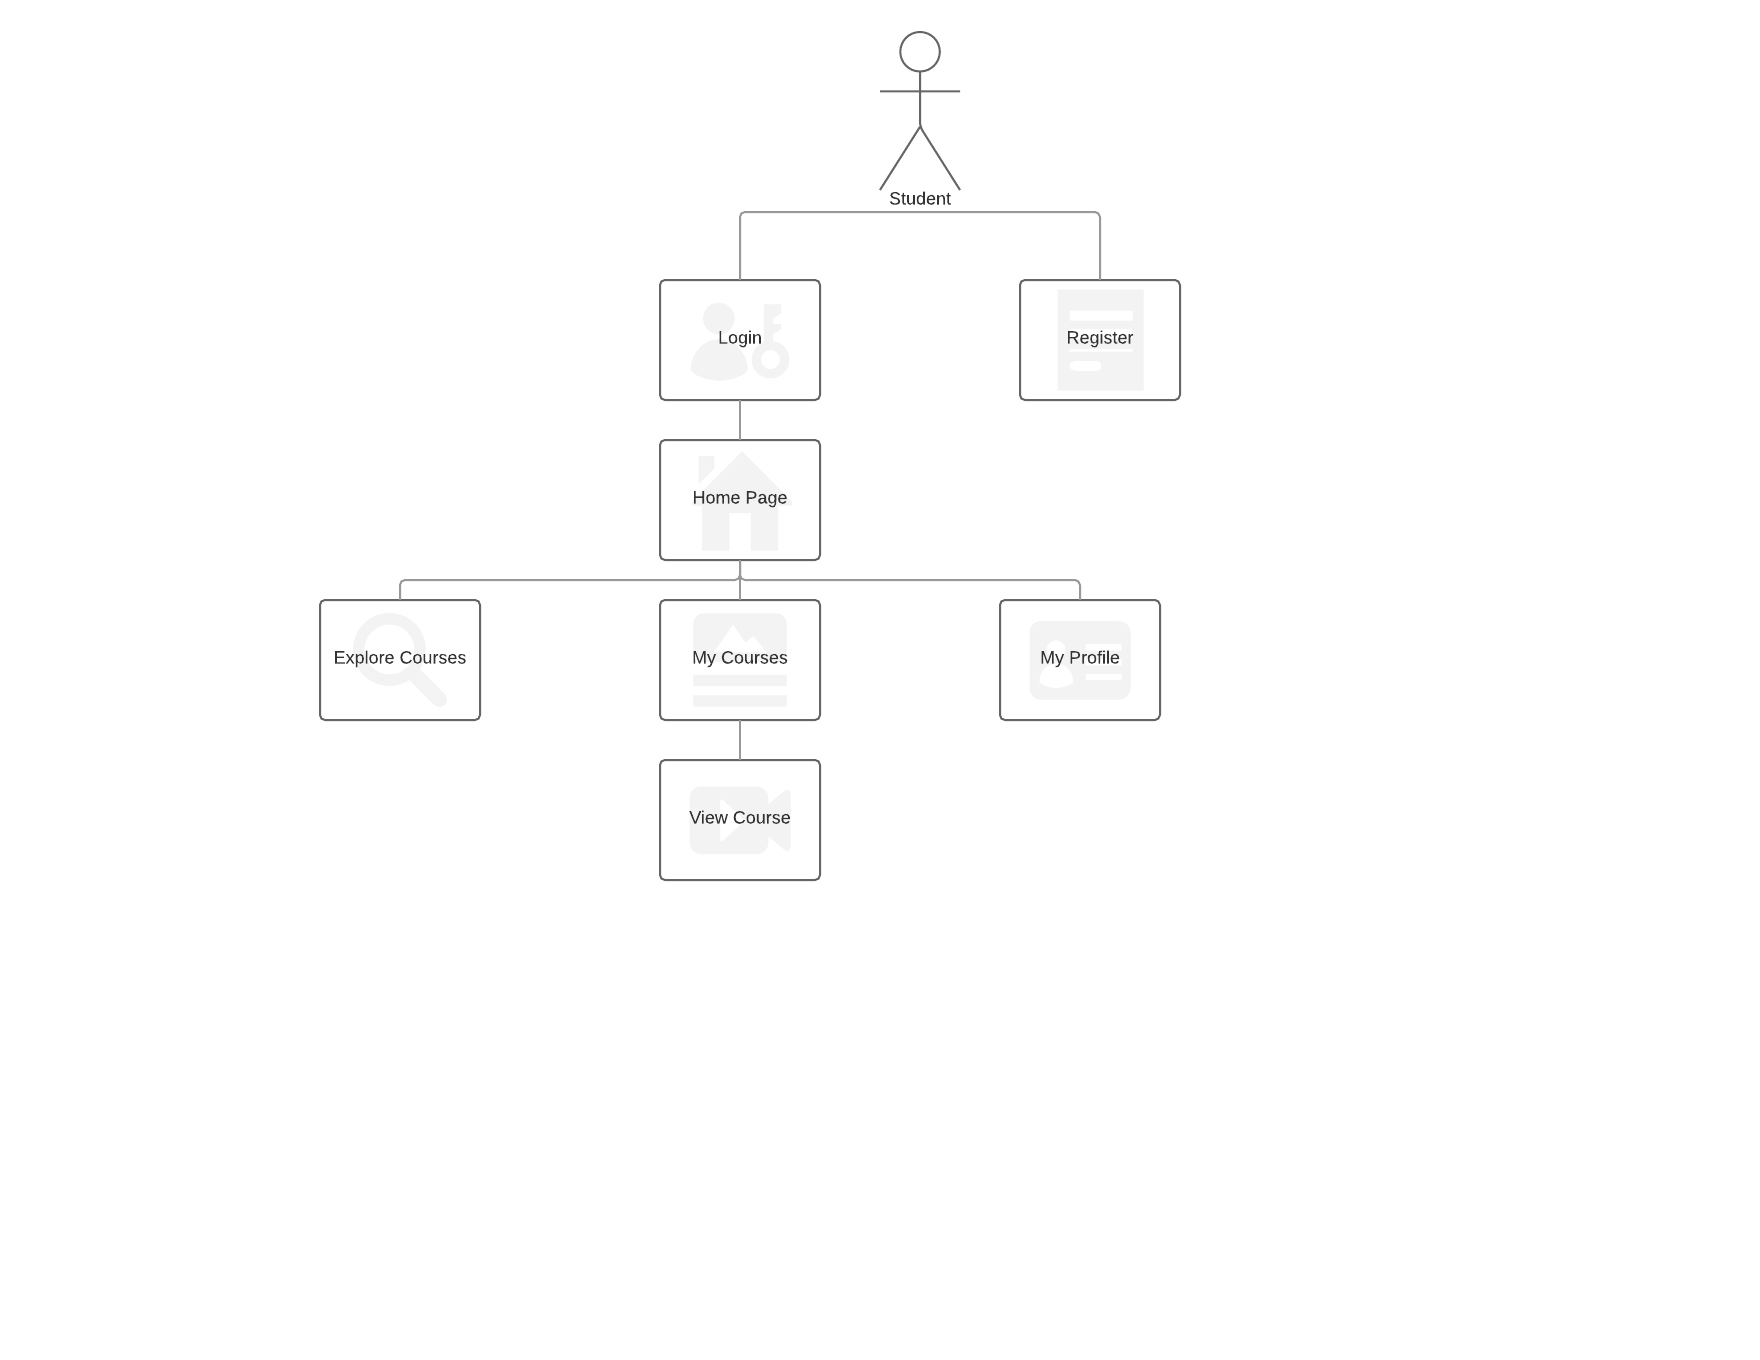 Student
Login
Register
Home Page
Explore Courses
My Courses
My Profile
View Course